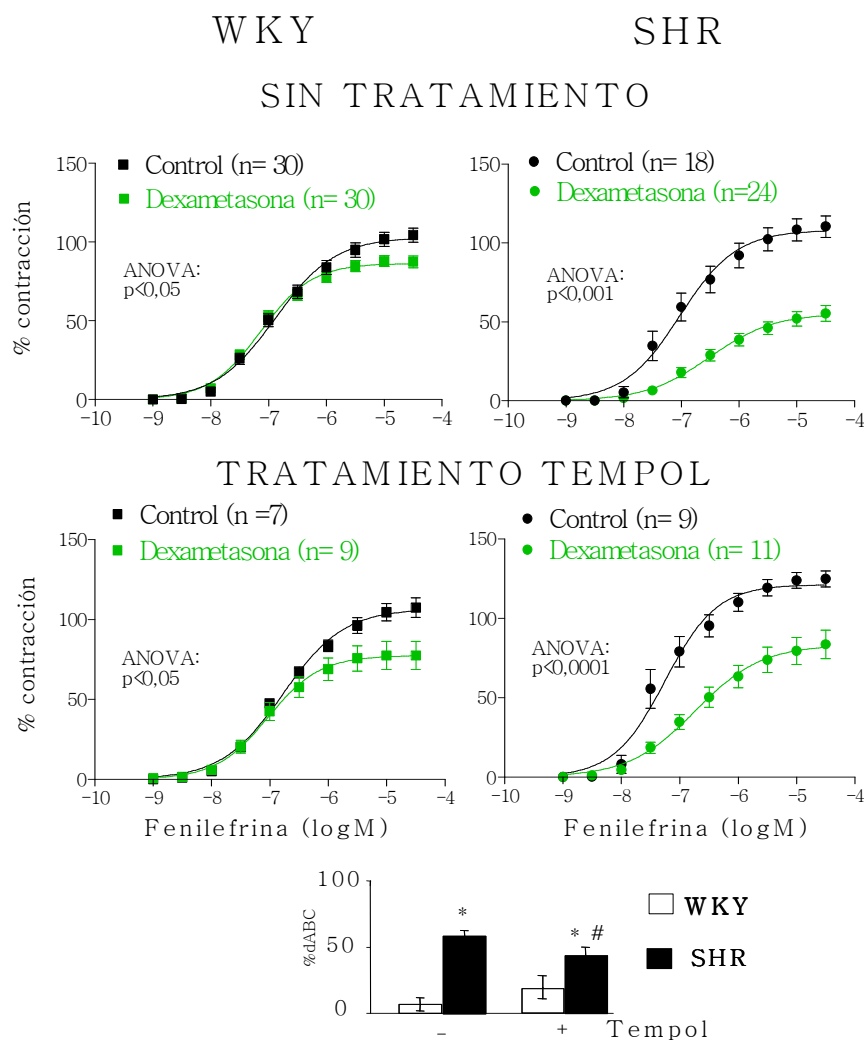 WKY SHR
SIN TRATAMIENTO
Control (n= 30)
Dexametasona (n= 30)
ANOVA:
p<0,05
% contracción
150
100
50
0
−10 −9 −8 −7 −6 −5 −4
Control (n= 18)
Dexametasona (n=24)
ANOVA:
p<0,001
150
100
50
0
−10 −9 −8 −7 −6 −5 −4
TRATAMIENTO TEMPOL
Control (n =7)
Dexametasona (n= 9)
ANOVA:
p<0,05
% contracción
150
100
50
0
−10 −9 −8 −7 −6 −5 −4
Fenilefrina (logM)
Control (n= 9)
Dexametasona (n= 11)
ANOVA:
p<0,0001
150
100
50
0
−10 −9 −8 −7 −6 −5 −4
Fenilefrina (logM)
%dABC
100
50
0
*
* #
WKY
SHR
− + Tempol